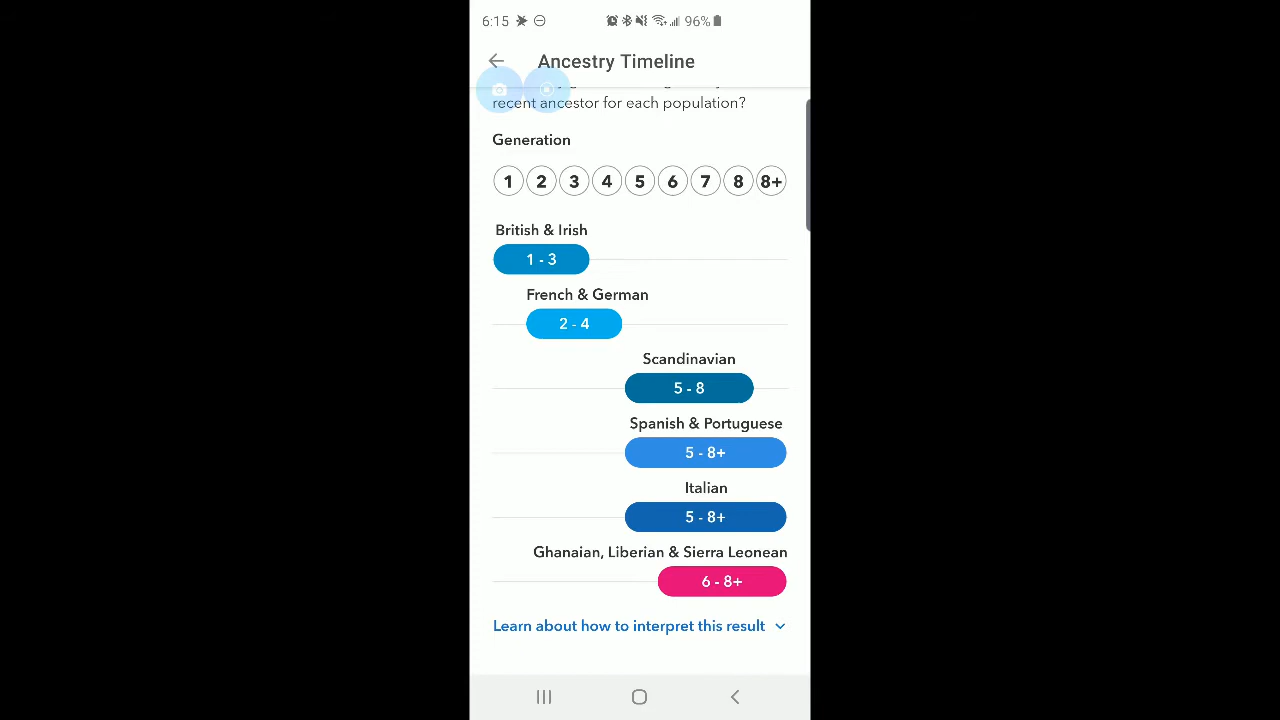 6:15 96%
Ancestry Timeline
recent ancestor for each population?
Generation
1 2 3 4 5 6 7 8 8+
British & Irish
1 - 3
French & German
2 - 4
Scandinavian
5 - 8
Spanish & Portuguese
5 - 8+
Italian
5 - 8+
Ghanaian, Liberian & Sierra Leonean
6 - 8+
Learn about how to interpret this result